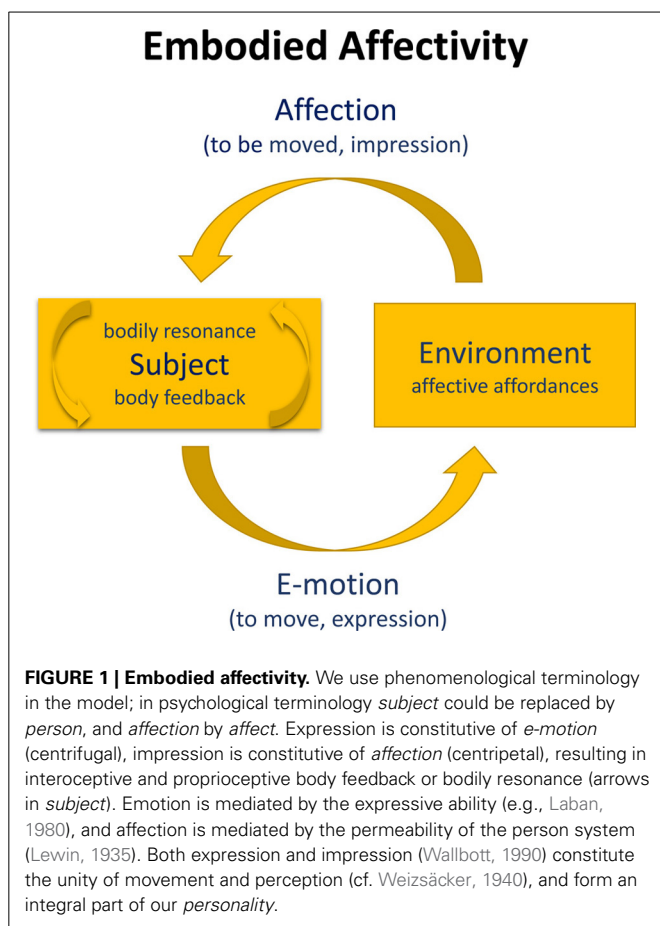 Embodied Affectivity
Affection
(to be moved, impression)
bodily resonance
Subject
body feedback
Environment
affective affordances
E-motion
(to move, expression)
FIGURE 1 | Embodied affectivity. We use phenomenological terminology
in the model; in psychological terminology subject could be replaced by
person, and affection by affect. Expression is constitutive of e-motion
(centrifugal), impression is constitutive of affection (centripetal), resulting in
interoceptive and proprioceptive body feedback or bodily resonance (arrows
in subject). Emotion is mediated by the expressive ability (e.g., Laban,
1980), and affection is mediated by the permeability of the person system
(Lewin, 1935). Both expression and impression (Wallbott, 1990) constitute
the unity of movement and perception (cf. Weizsäcker, 1940), and form an
integral part of our personality.